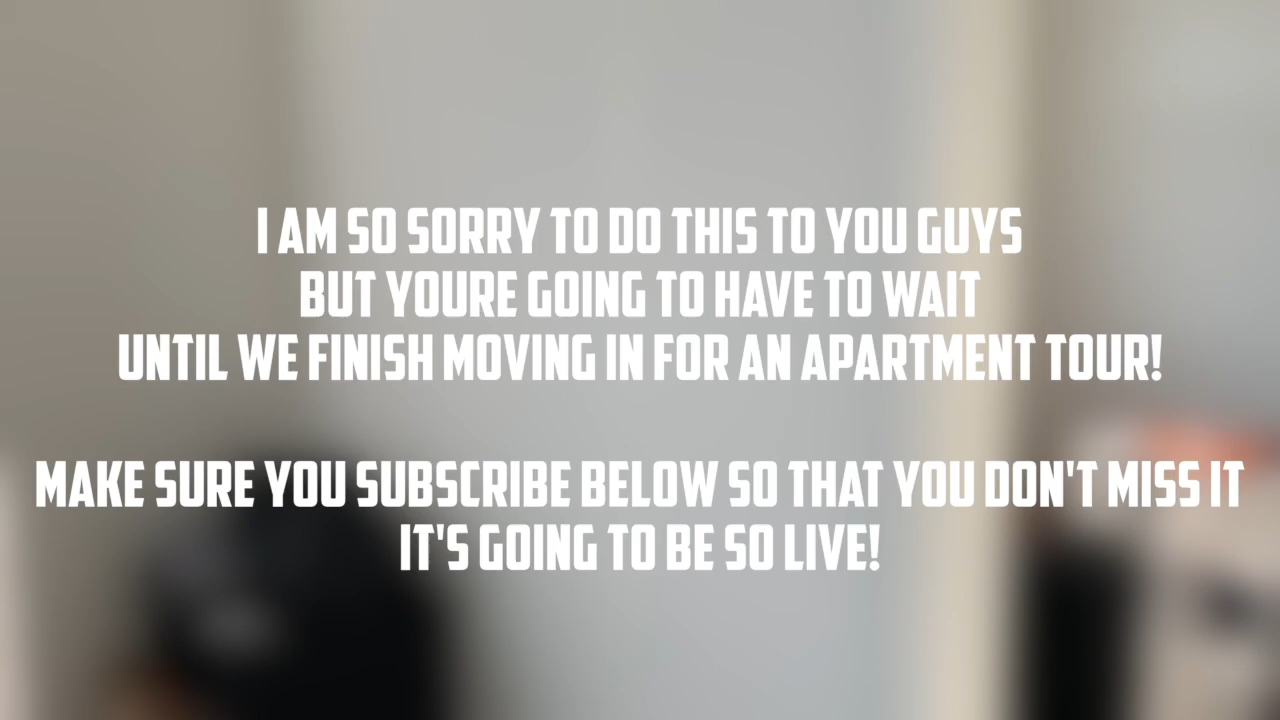 I AM SO SORRY TO DO THIS TO YOU GUYS
BUT YOURE GOING TO HAVE TO WAIT
UNTIL WE FINISH MOVING IN FOR AN APARTMENT TOUR!
MAKE SURE YOU SUBSCRIBE BELOW SO THAT YOU DON'T MISS IT
IT'S GOING TO BE SO LIVE!